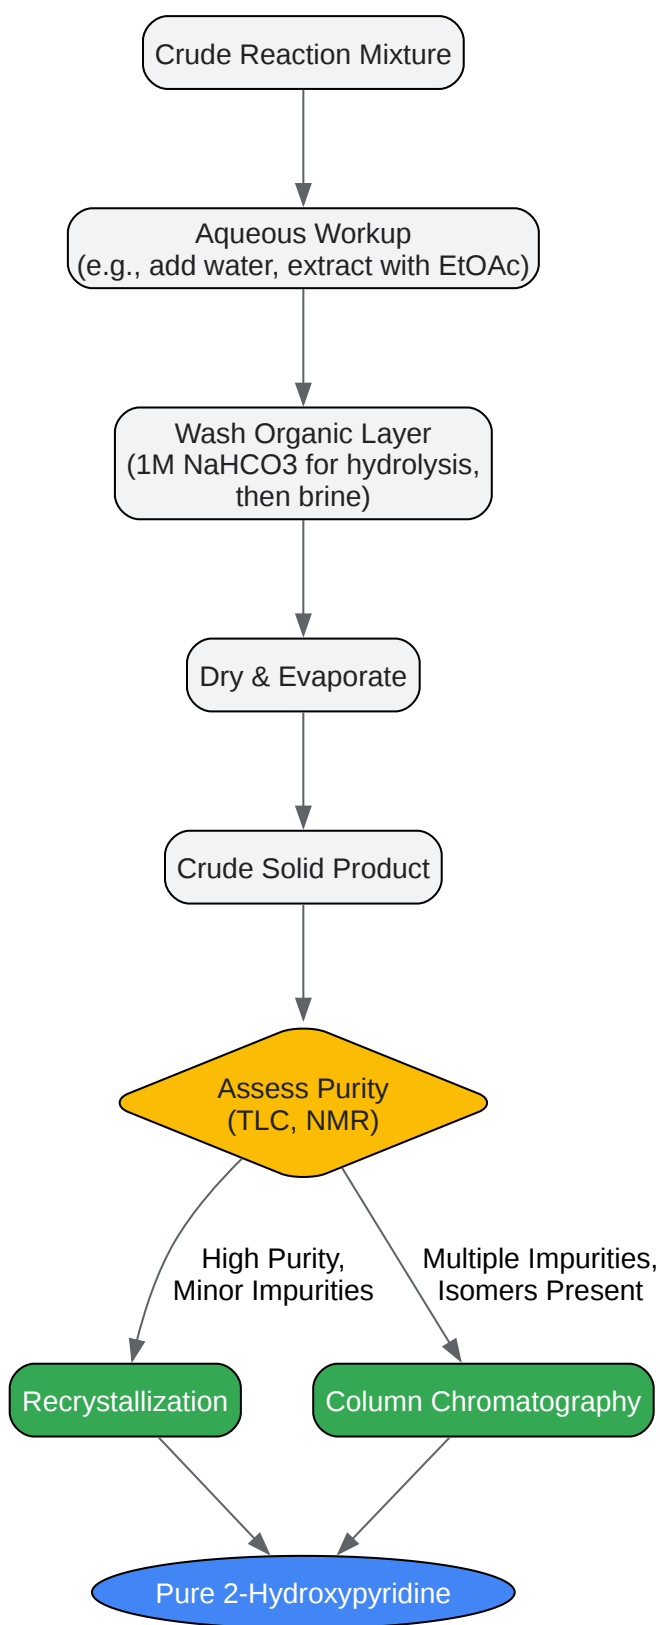 Crude Reaction Mixture
Aqueous Workup
(e.g., add water, extract with EtOAc)
Wash Organic Layer
(1M NaHCO3 for hydrolysis,
then brine)
Dry & Evaporate
Crude Solid Product
Assess Purity
(TLC, NMR)
High Purity,
Minor Impurities
Multiple Impurities,
Isomers Present
Recrystallization
Column Chromatography
Pure 2-Hydroxypyridine